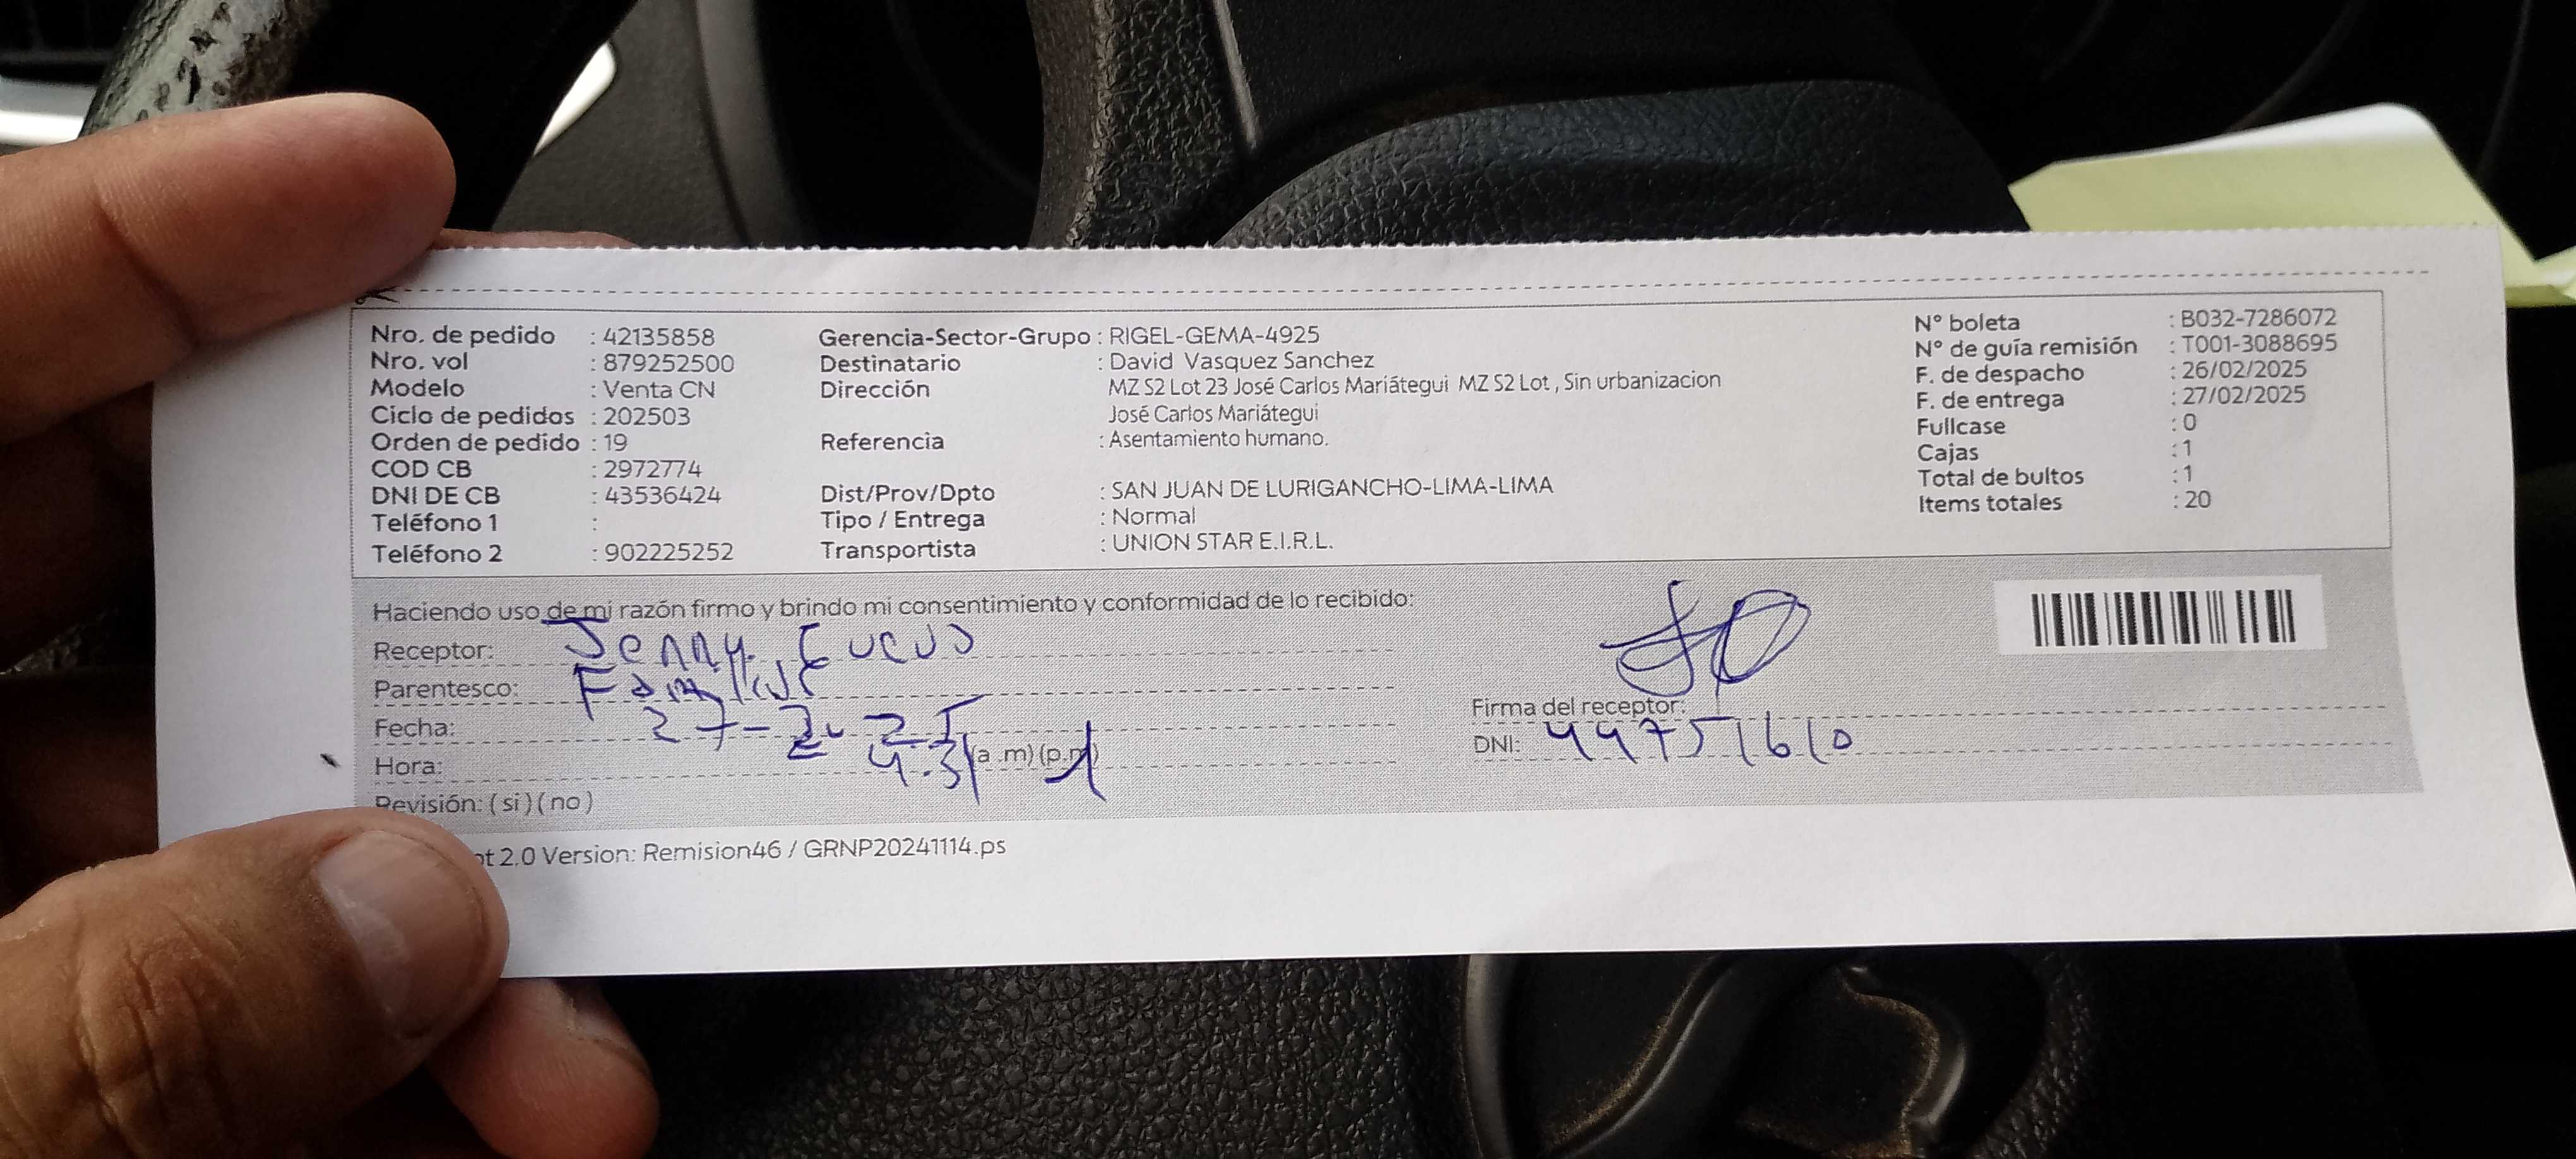 Nro. de pedido : 42135858
Nro. vol : 879252500
Modelo : Venta CN
Ciclo de pedidos : 202503
Orden de pedido : 19
COD CB : 2972774
DNI DE CB : 43536424
Teléfono 1 :
Teléfono 2 : 902225252
Gerencia-Sector-Grupo : RIGEL-GEMA-4925
Destinatario : David Vasquez Sanchez
Dirección MZ S2 Lot 23 José Carlos Mariátegui MZ S2 Lot , Sin urbanizacion
José Carlos Mariátegui
Referencia : Asentamiento humano.
Dist/Prov/Dpto : SAN JUAN DE LURIGANCHO-LIMA-LIMA
Tipo / Entrega : Normal
Transportista : UNION STAR E.I.R.L.
N° boleta : B032-7286072
N° de guía remisión : T001-3088695
F. de despacho : 26/02/2025
F. de entrega : 27/02/2025
Fullcase : 0
Cajas : 1
Total de bultos : 1
Items totales : 20
Haciendo uso de mi razón firmo y brindo mi consentimiento y conformidad de lo recibido:
Receptor: Jenny
Parentesco: Familiar
Fecha: 27-2-25
Hora: (a .m) (p.m)
Revisión: ( si ) ( no )
Firma del receptor:
DNI: 44751610
2.0 Version: Remision46 / GRNP20241114.ps